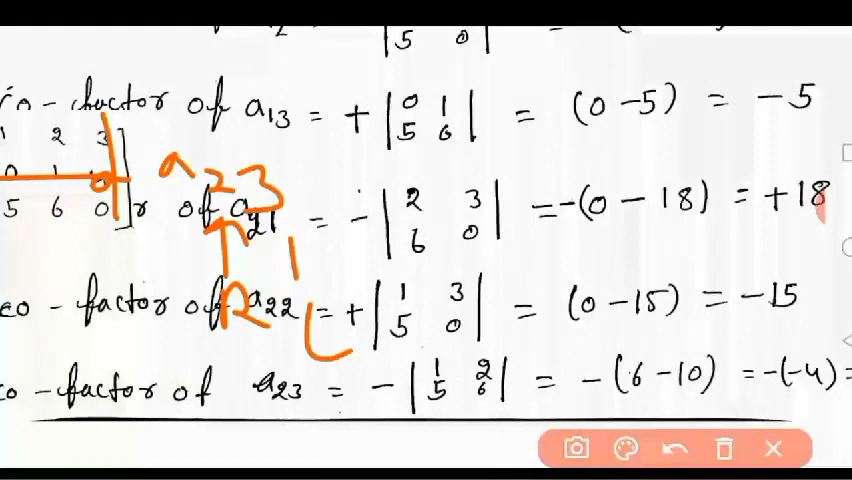 5 0
co-factor of a13 = + |0 1 5 6| = (0 - 5) = -5
1 2 3
0 1
5 6 0 ]r of a21 = - |2 3 6 0| = -(0 - 18) = +18
a23
R L
co-factor of a22 = + |1 3 5 0| = (0 - 15) = -15
co-factor of a23 = - |1 2 5 6| = -(6 - 10) = -(-4) =